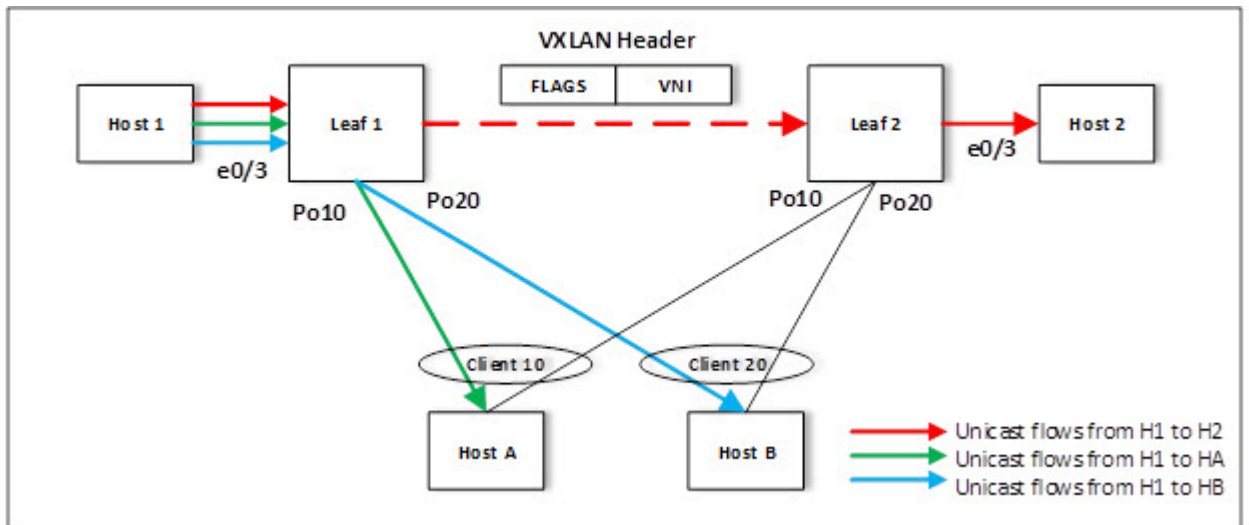 VXLAN Header
FLAGS VNI
Host 1
Leaf 1
Leaf 2
Host 2
e0/3
e0/3
Po10
Po20
Po10
Po20
Client 10
Client 20
Host A
Host B
Unicast flows from H1 to H2
Unicast flows from H1 to HA
Unicast flows from H1 to HB